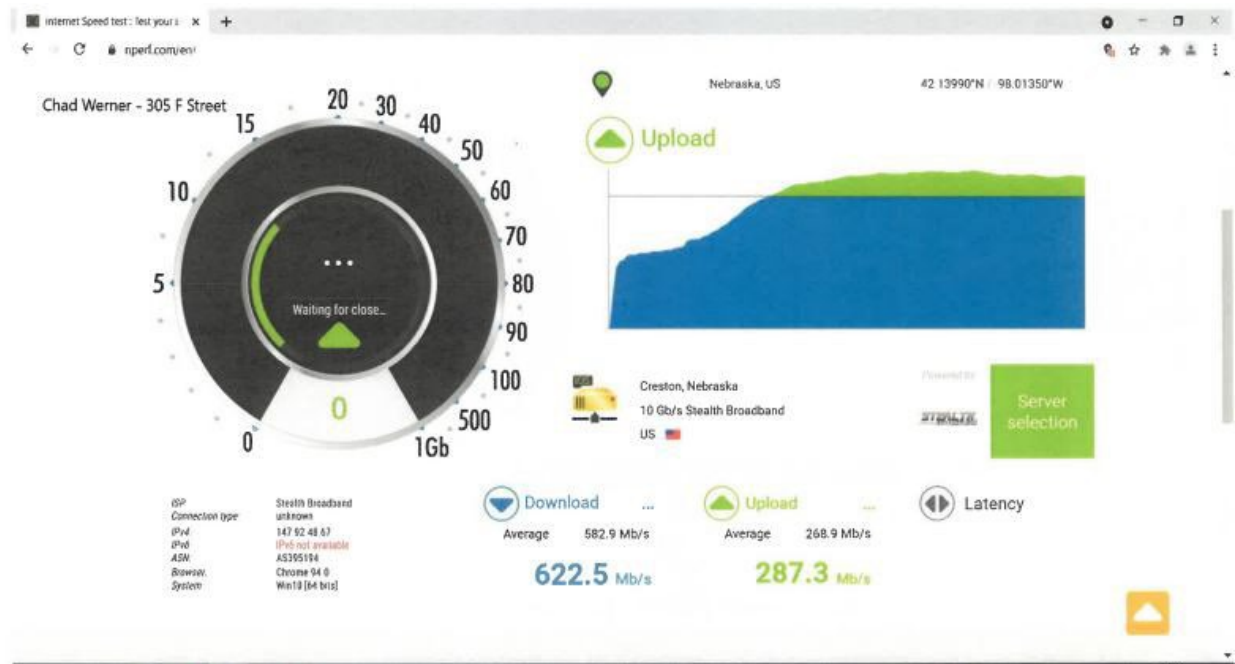 internet Speed test : Test your
nperf.com/en/
Nebraska, US
42.13990°N / 98.01350°W
Chad Werner - 305 F Street
Upload
0
5
10
15
20
30
40
50
60
70
80
90
100
500
1Gb
...
Waiting for close...
0
Creston, Nebraska
10 Gb/s Stealth Broadband
US
Powered by
STEALTH
Server
selection
ISP Stealth Broadband
Connection type unknown
IPv4 147.92.48.67
IPv6 IPv6 not available
ASN. AS395194
Browser. Chrome 94.0
System Win10 [64 bits]
Download ...
Average 582.9 Mb/s
622.5 Mb/s
Upload ...
Average 268.9 Mb/s
287.3 Mb/s
Latency